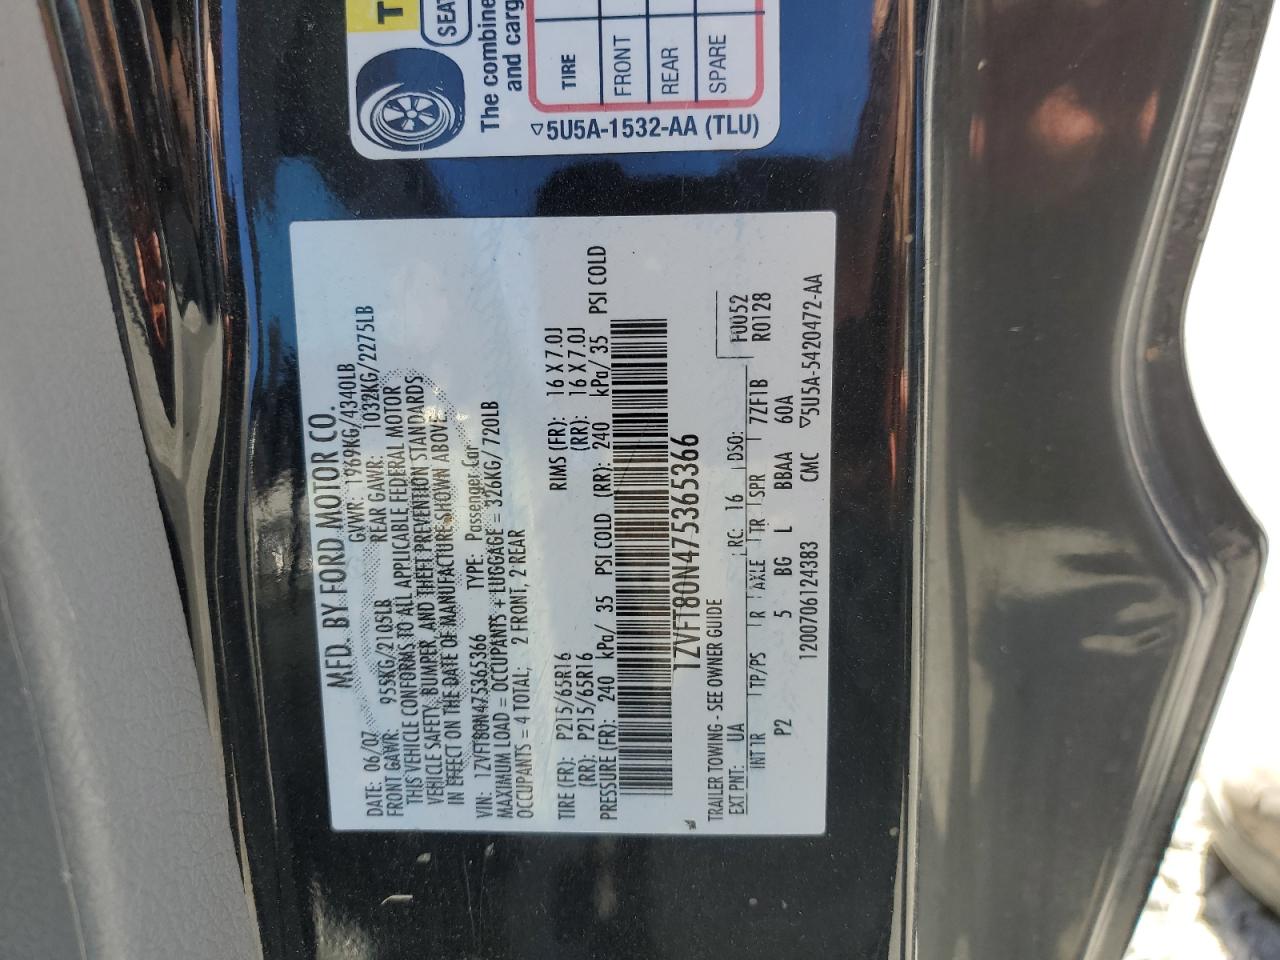 T
SEAT
The combine
and carg
TIRE
FRONT
REAR
SPARE
▽5U5A-1532-AA (TLU)
MFD. BY FORD MOTOR CO.
DATE: 06/07 GVWR: 1969KG/4340LB
FRONT GAWR: 955KG/2105LB REAR GAWR: 1032KG/2275LB
THIS VEHICLE CONFORMS TO ALL APPLICABLE FEDERAL MOTOR
VEHICLE SAFETY, BUMPER, AND THEFT PREVENTION STANDARDS
IN EFFECT ON THE DATE OF MANUFACTURE SHOWN ABOVE.
VIN: 1ZVFT80N475365366 TYPE: Passenger Car
MAXIMUM LOAD = OCCUPANTS + LUGGAGE = 326KG/ 720LB
OCCUPANTS = 4 TOTAL; 2 FRONT, 2 REAR
TIRE (FR): P215/65R16 RIMS (FR): 16 X 7.0J
(RR): P215/65R16 (RR): 16 X 7.0J
PRESSURE (FR): 240 kPa/ 35 PSI COLD (RR): 240 kPa/ 35 PSI COLD
1ZVFT80N475365366
TRAILER TOWING - SEE OWNER GUIDE
F0052
EXT PNT: UA RC: 16 DSO: R0128
INT TR TP/PS R AXLE TR SPR 7ZF1B
P2 5 BG L BBAA 60A
1200706124383 CMC ▽5U5A-5420472-AA